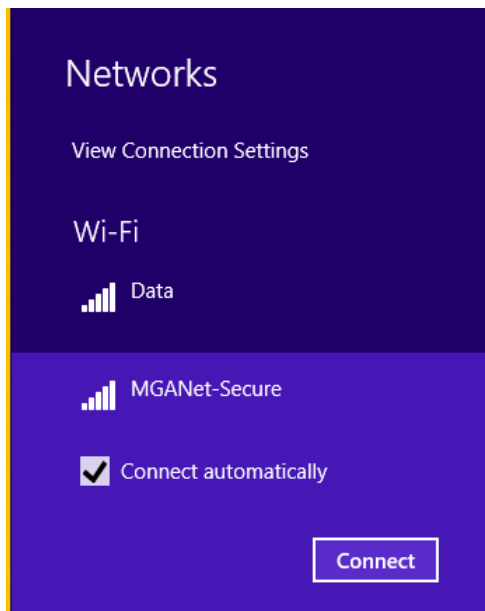 Networks
View Connection Settings
Wi-Fi
Data
MGANet-Secure
Connect automatically
Connect